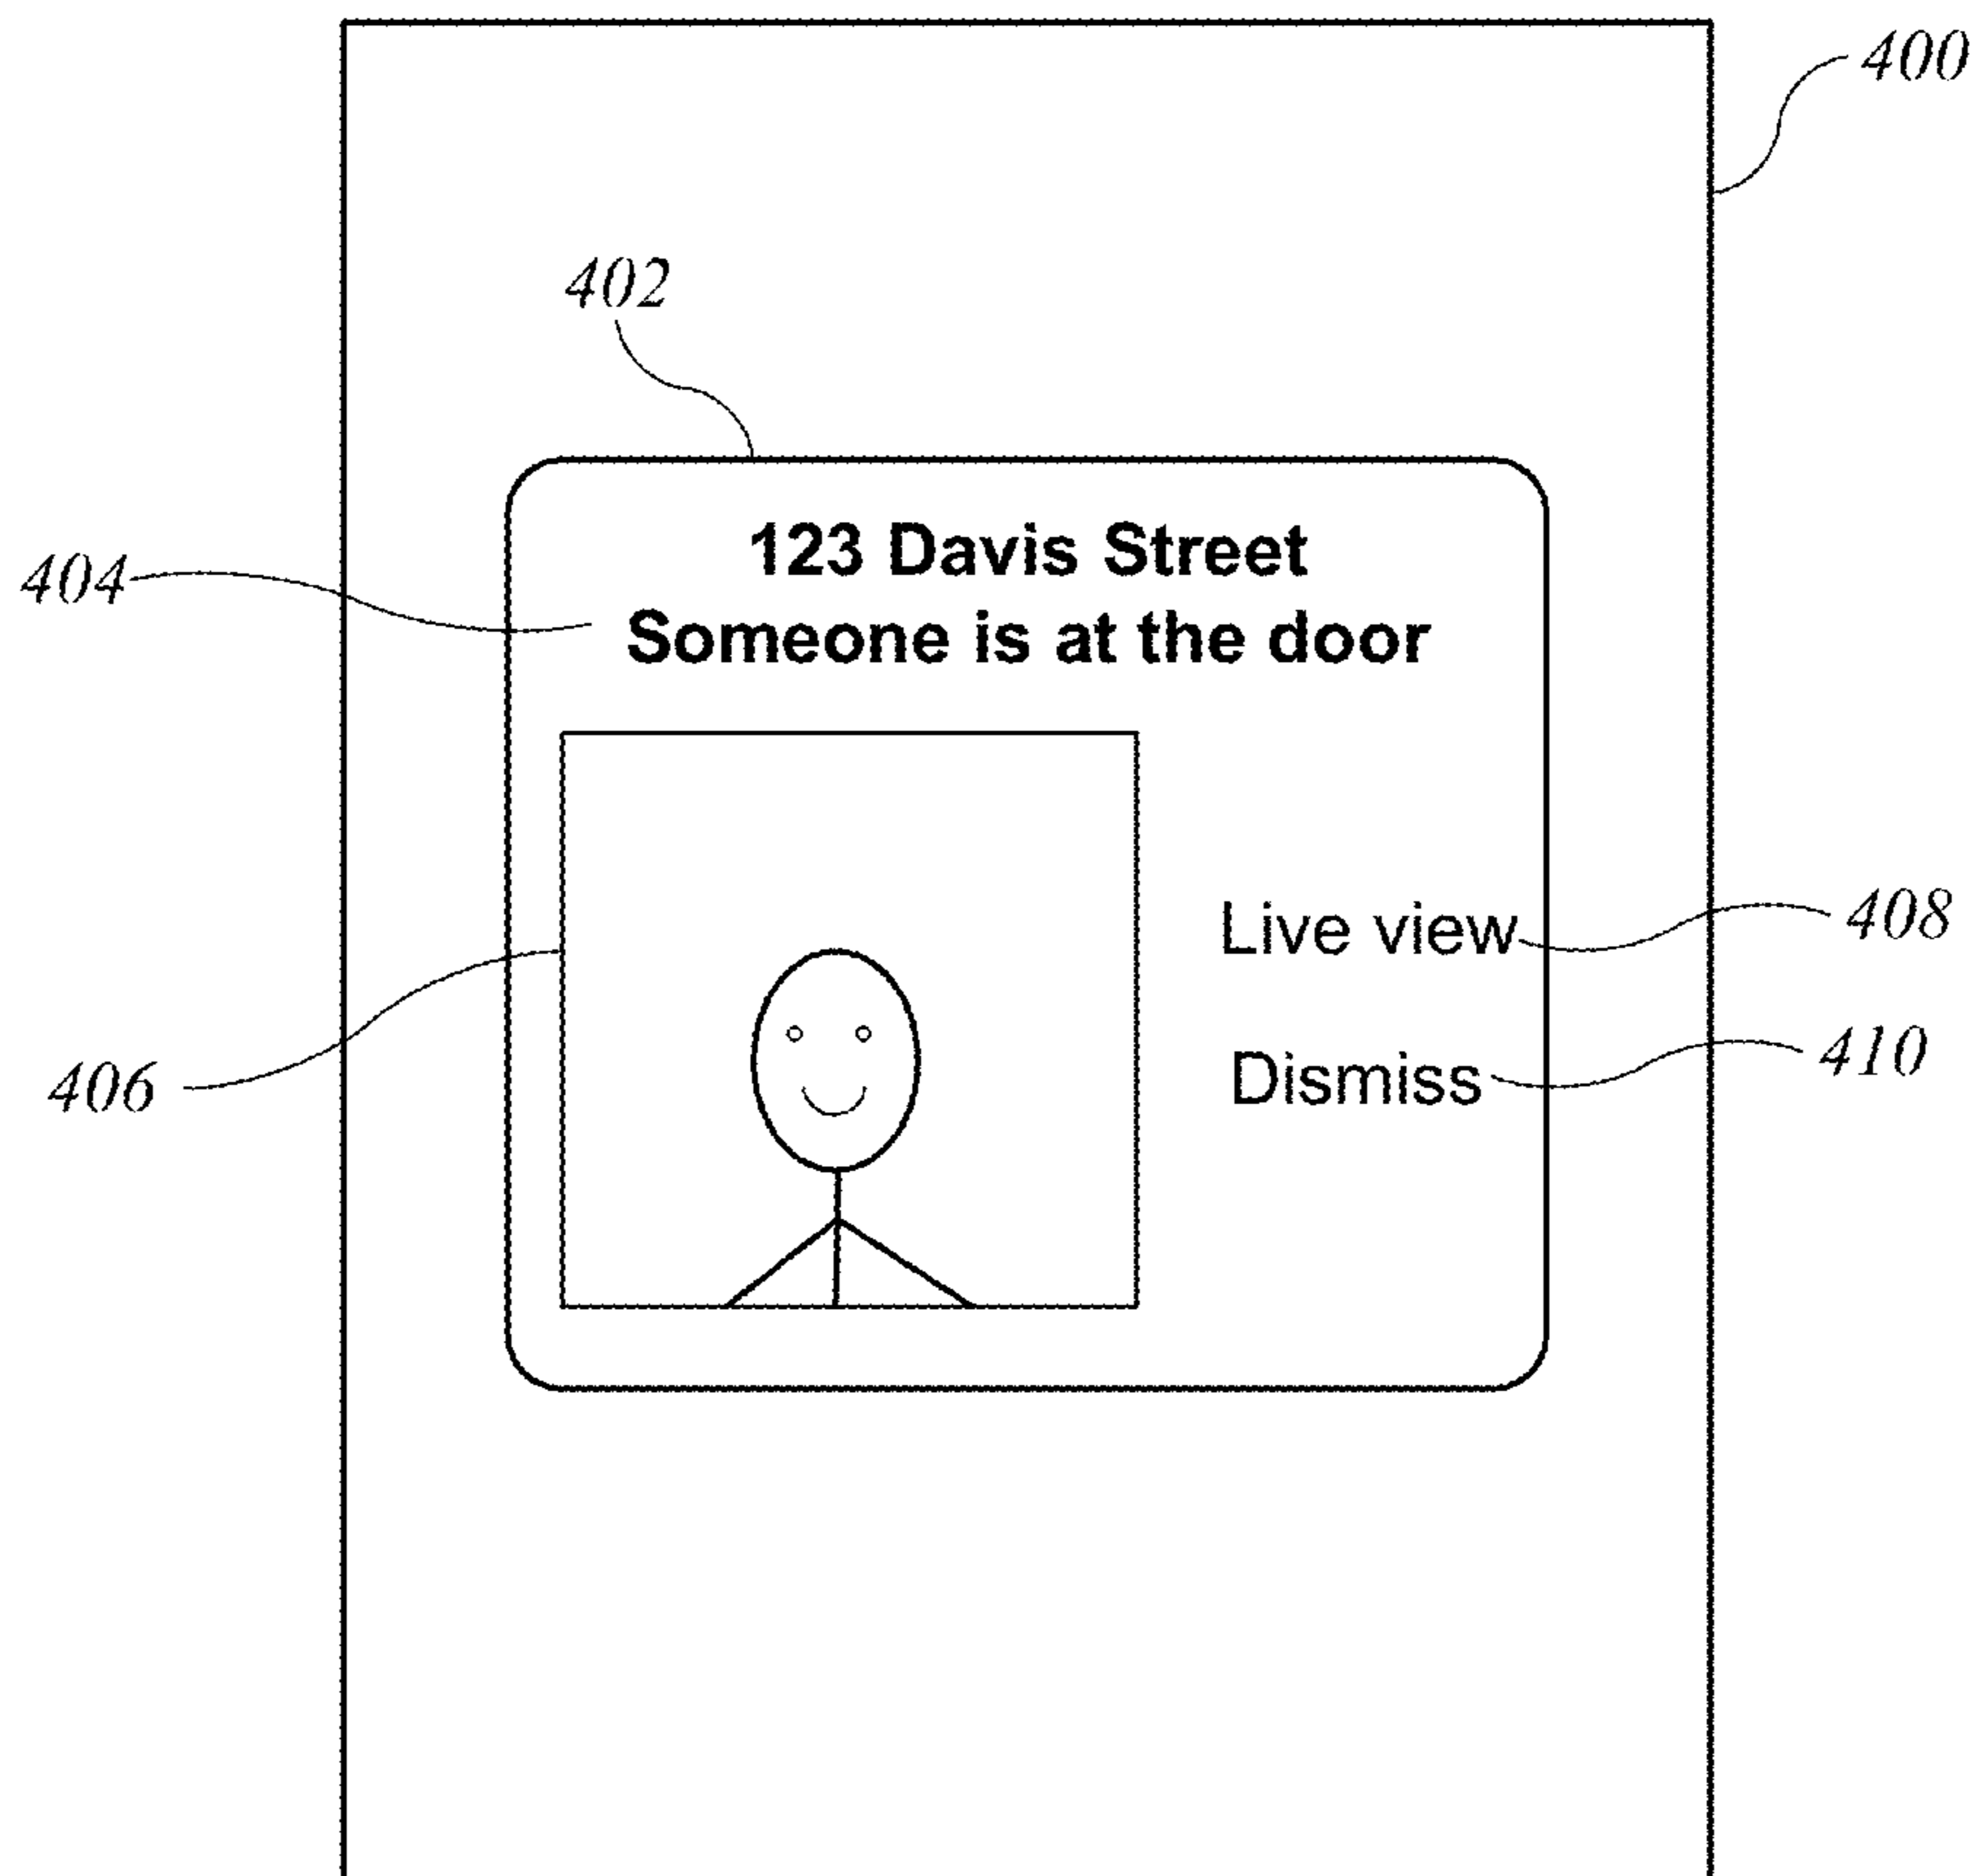 400
402
123 Davis Street
404
Someone is at the door
Live view
408
410
Dismiss
406